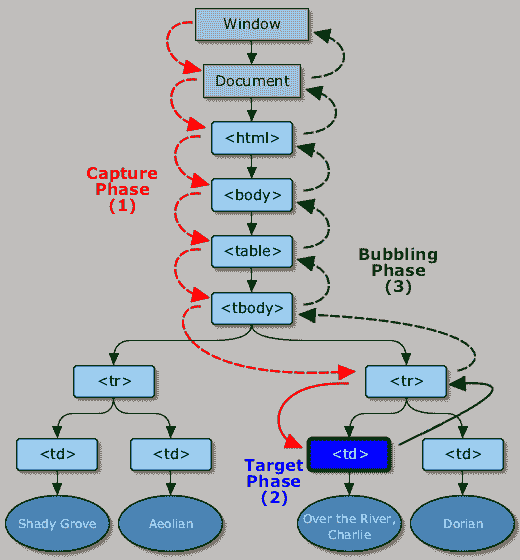 Window
Document
<html>
Capture
Phase
(1)
<body>
<table>
Bubbling
Phase
(3)
<tbody>
<tr>
<tr>
<td>
<td>
Target
Phase
(2)
<td>
<td>
Shady Grove
Aeolian
Over the River,
Charlie
Dorian